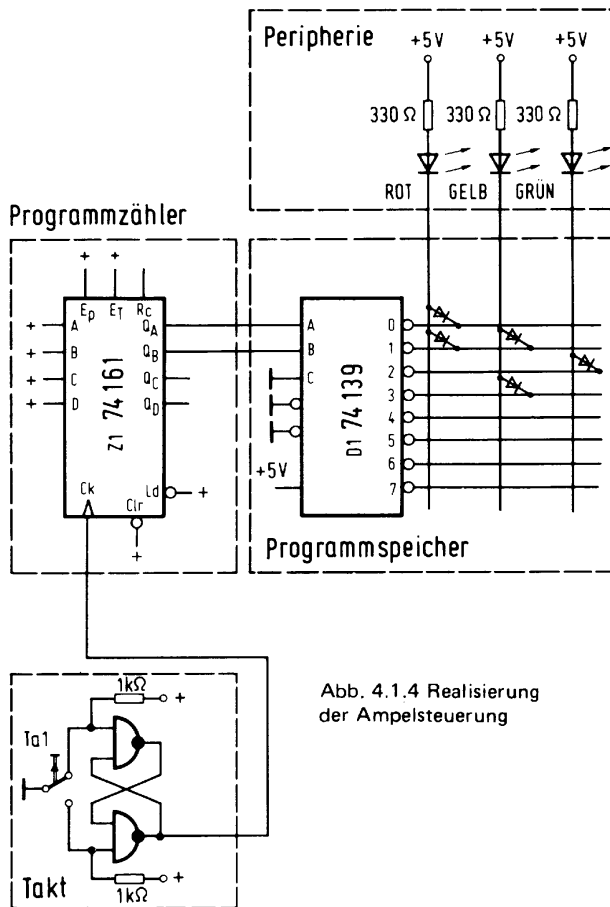 Peripherie
+5V +5V +5V
330 Ω 330 Ω 330 Ω
ROT GELB GRÜN
Programmzähler
+ +
Ep ET Rc
+ A QA
+ B QB
+ C QC
+ D QD
Z1 74161
Ck
Ld +
Clr
+
A 0
B 1
2
C 3
4
5
6
+5V 7
D1 74139
Programmspeicher
1kΩ
+
Ta1
+
1kΩ
Takt
Abb. 4.1.4 Realisierung
der Ampelsteuerung